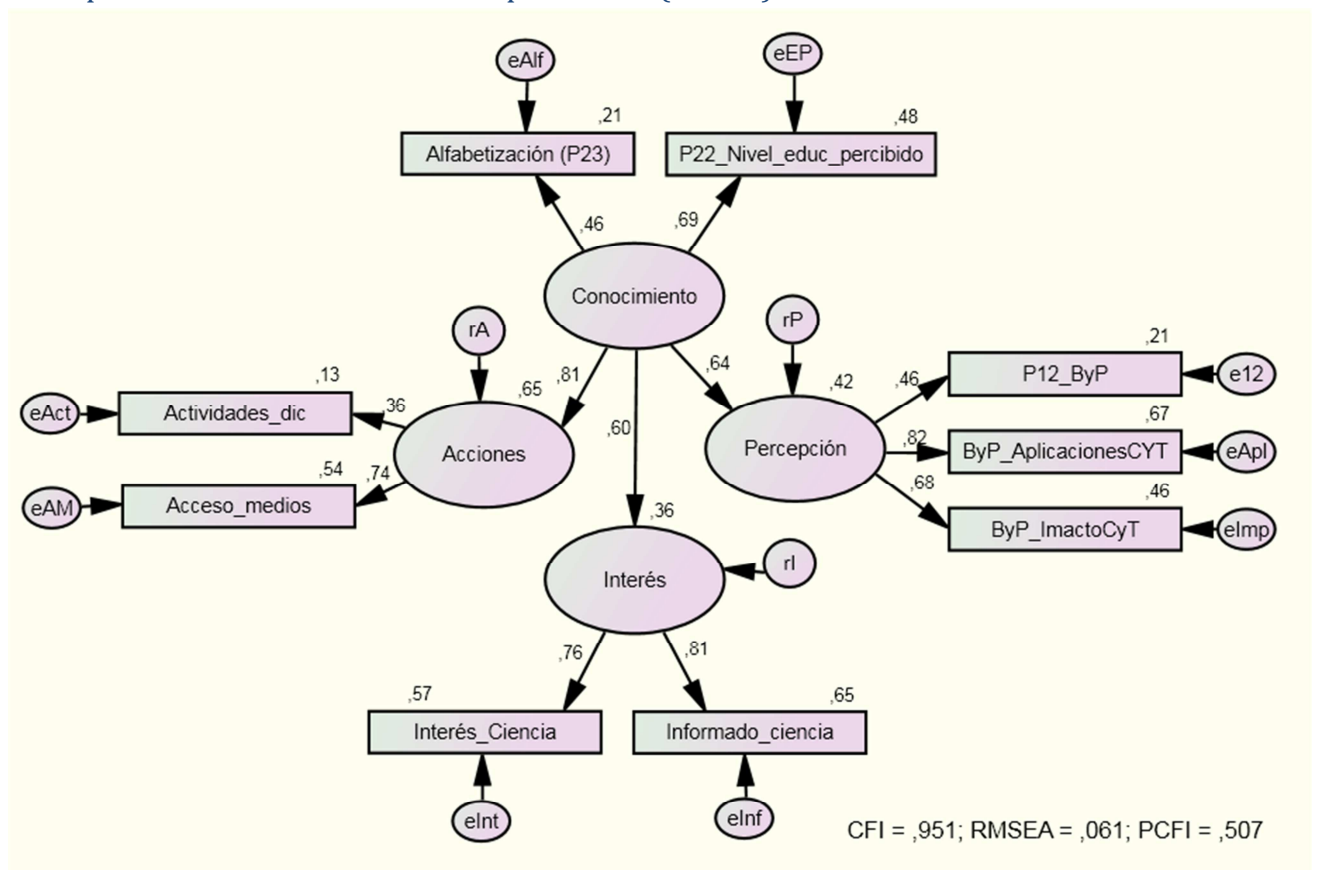 eAlf
eEP
,21
,48
Alfabetización (P23)
P22_Nivel_educ_percibido
,46
,69
Conocimiento
rA
rP
,81
,64
,60
,13
,65
,42
,21
eAct
Actividades_dic
,36
Acciones
Percepción
,46
P12_ByP
e12
,67
,82
ByP_AplicacionesCYT
eApl
,54
,74
eAM
Acceso_medios
,68
,46
ByP_ImactoCyT
eImp
,36
Interés
rI
,76
,81
,57
,65
Interés_Ciencia
Informado_ciencia
eInt
eInf
CFI = ,951; RMSEA = ,061; PCFI = ,507